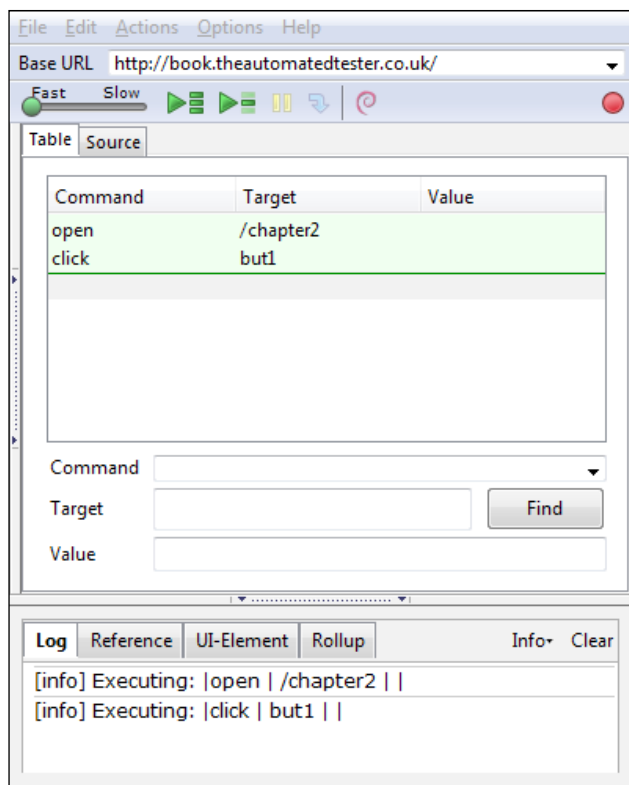 File Edit Actions Options Help
Base URL http://book.theautomatedtester.co.uk/
Fast Slow
Table Source
Command Target Value
open /chapter2
click but1
Command
Target Find
Value
Log Reference UI-Element Rollup Info Clear
[info] Executing: |open | /chapter2 | |
[info] Executing: |click | but1 | |